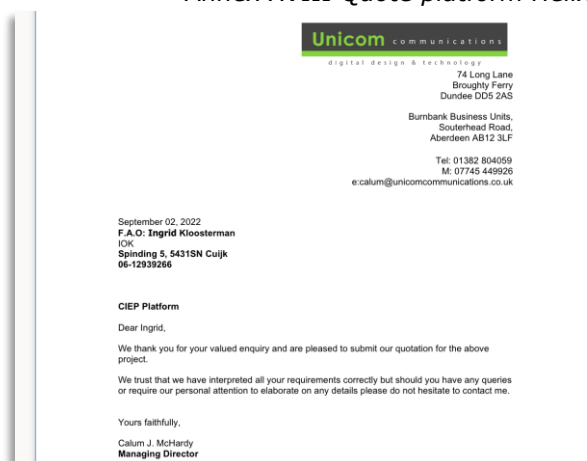 Quote platform
Unicom communications
digital design & technology
74 Long Lane
Broughty Ferry
Dundee DD5 2AS
Burnbank Business Units,
Souterhead Road,
Aberdeen AB12 3LF
Tel: 01382 804059
M: 07745 449926
e:calum@unicomcommunications.co.uk
September 02, 2022
F.A.O: Ingrid Kloosterman
IOK
Spinding 5, 5431SN Cuijk
06-12939266
CIEP Platform
Dear Ingrid,
We thank you for your valued enquiry and are pleased to submit our quotation for the above
project.
We trust that we have interpreted all your requirements correctly but should you have any queries
or require our personal attention to elaborate on any details please do not hesitate to contact me.
Yours faithfully,
Calum J. McHardy
Managing Director